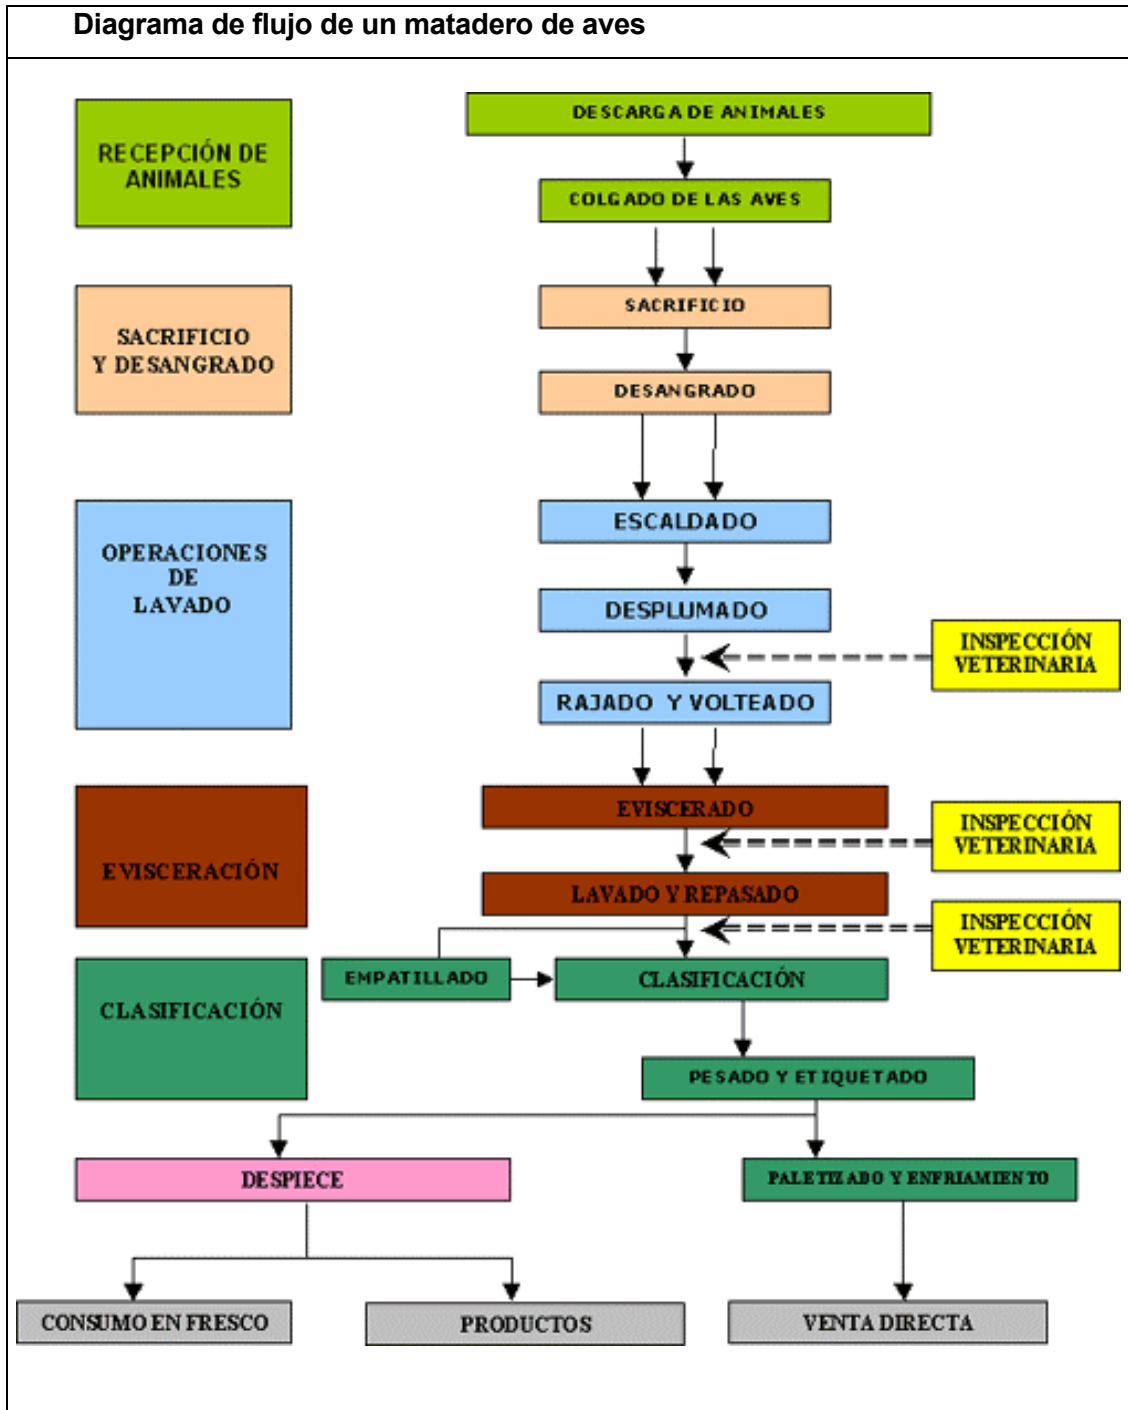 Diagrama de flujo de un matadero de aves
RECEPCIÓN DE
ANIMALES
DESCARGA DE ANIMALES
COLGADO DE LAS AVES
SACRIFICIO
Y DESANGRADO
SACRIFICIO
DESANGRADO
OPERACIONES
DE
LAVADO
ESCALDADO
DESPLUMADO
INSPECCIÓN
VETERINARIA
RAJADO Y VOLTEADO
EVISCERACIÓN
EVISCERADO
INSPECCIÓN
VETERINARIA
LAVADO Y REPASADO
INSPECCIÓN
VETERINARIA
CLASIFICACIÓN
EMPATILLADO
CLASIFICACIÓN
PESADO Y ETIQUETADO
DESPIECE
PALETIZADO Y ENFRIAMIENTO
CONSUMO EN FRESCO
PRODUCTOS
VENTA DIRECTA